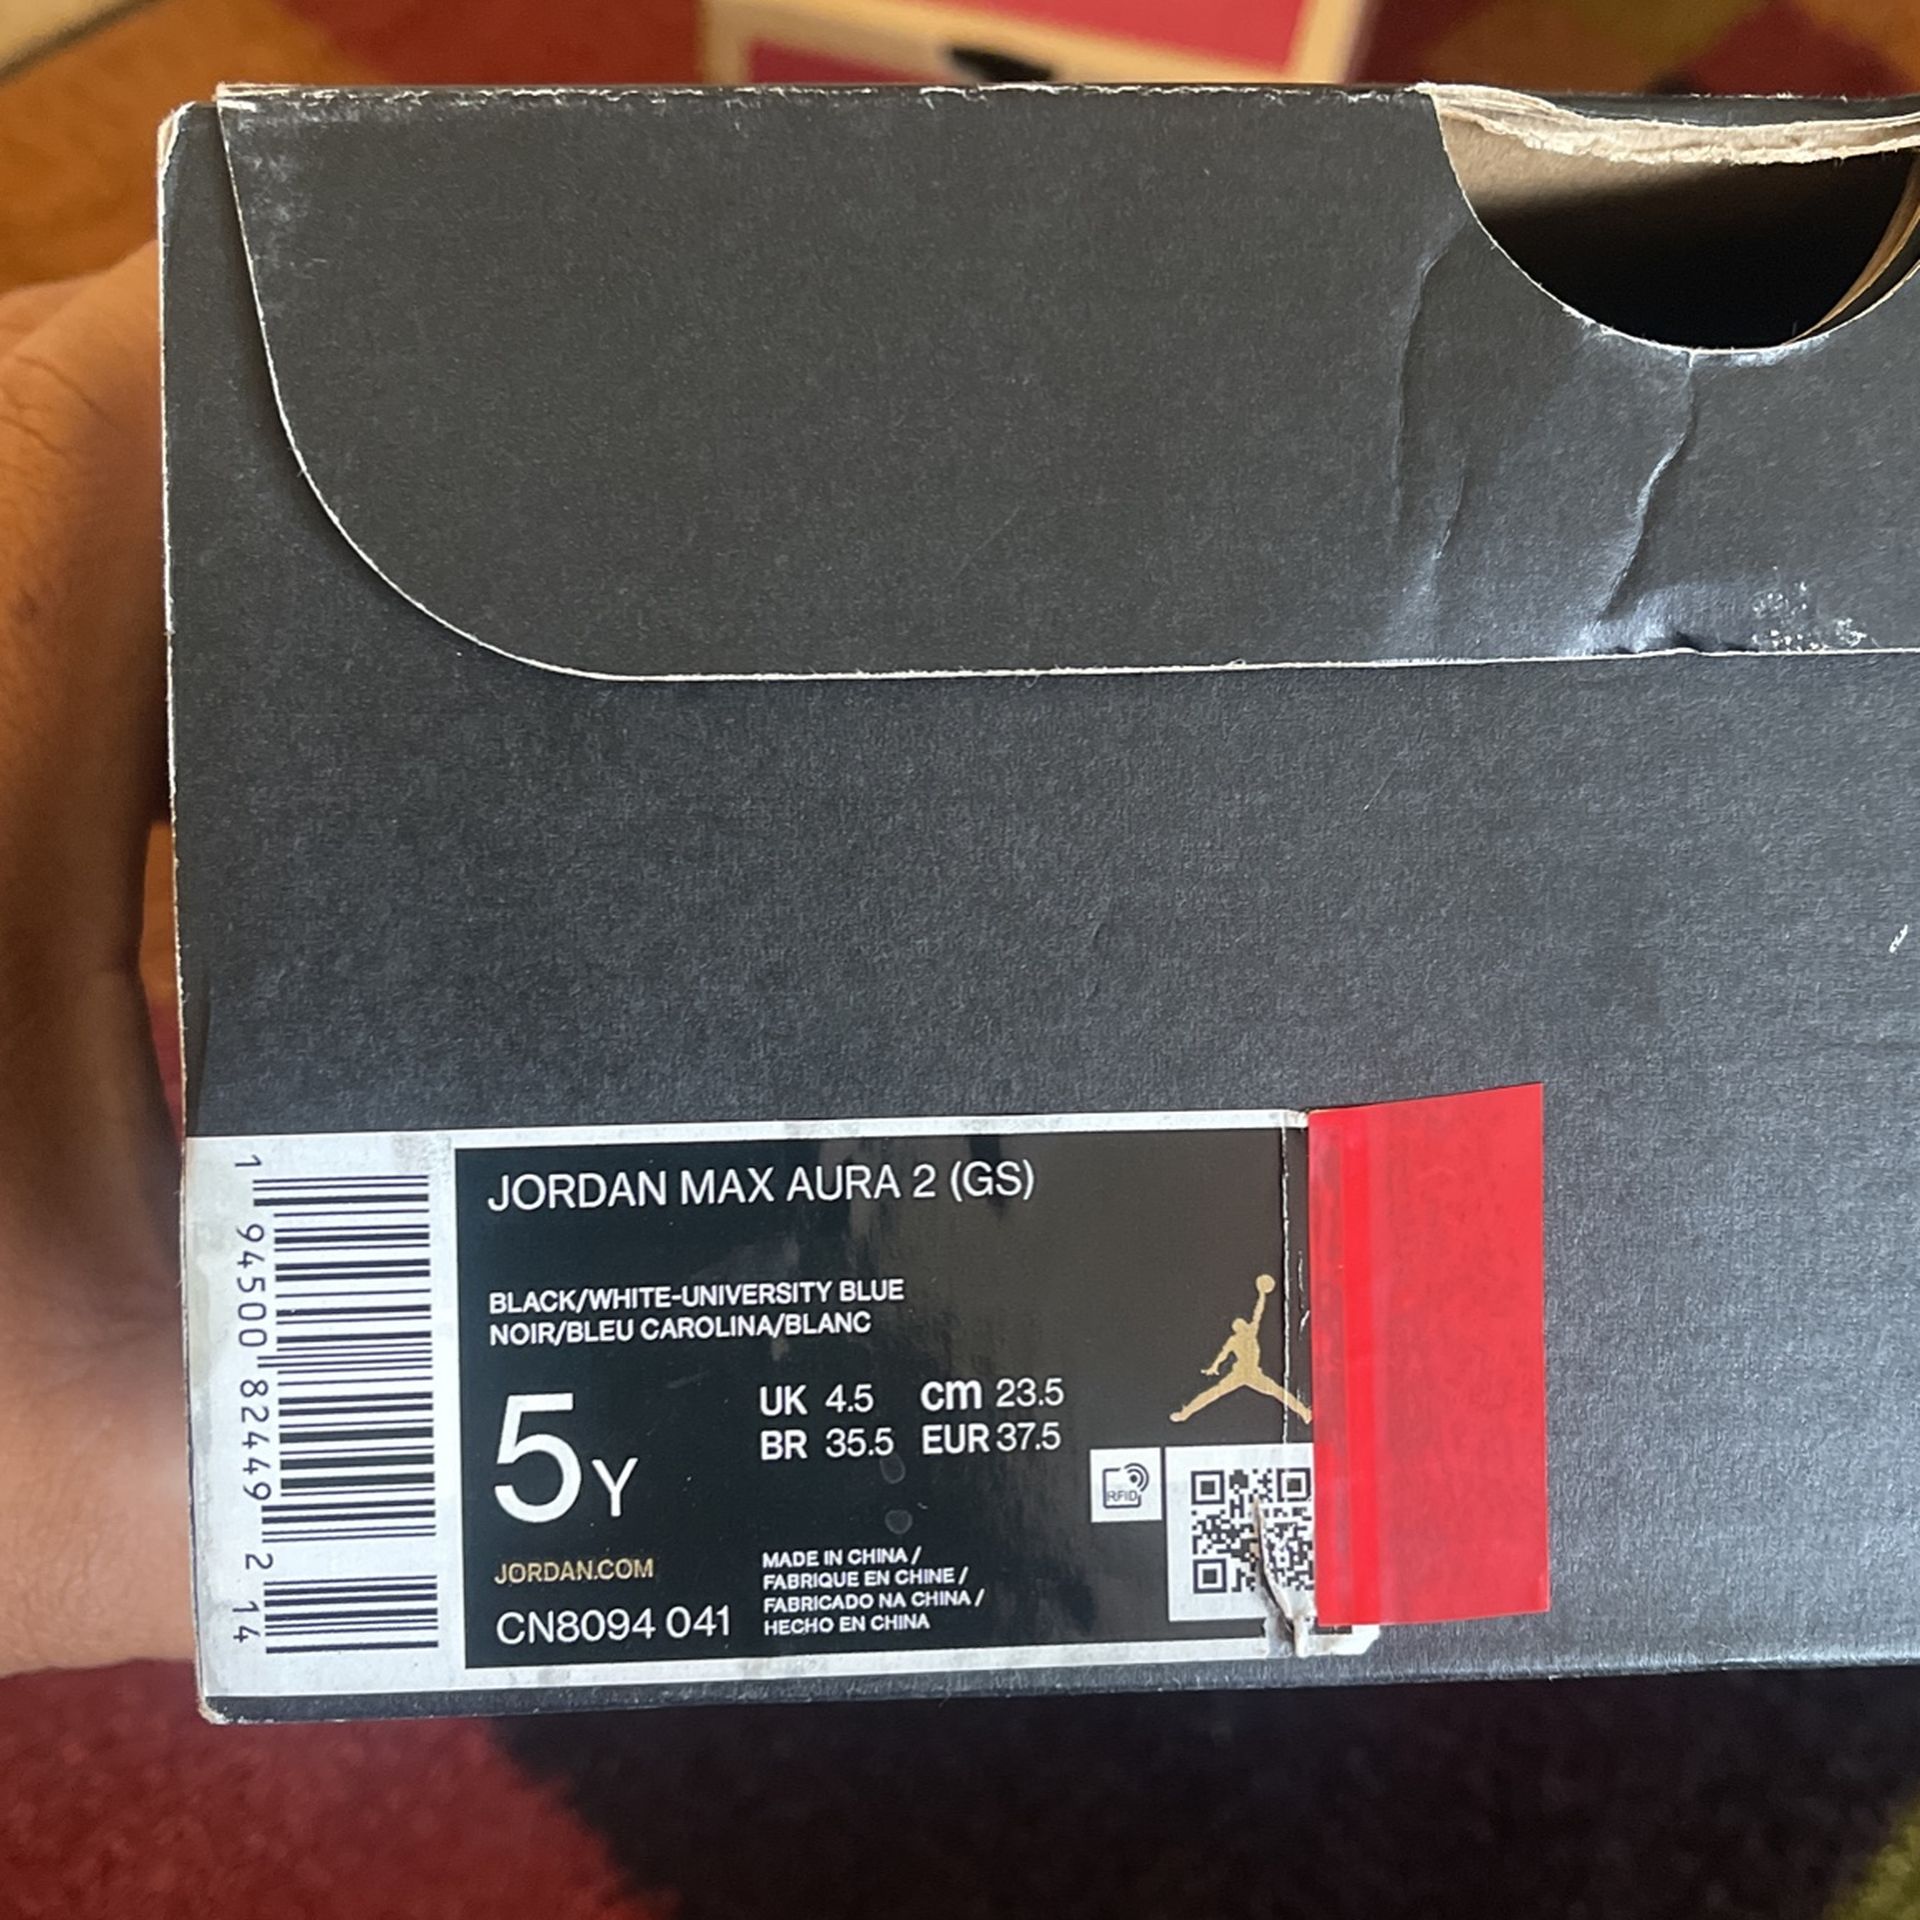 JORDAN MAX AURA 2 (GS)
BLACK/WHITE-UNIVERSITY BLUE
NOIR/BLEU CAROLINA/BLANC
5Y
UK 4.5 cm 23.5
BR 35.5 EUR 37.5
RFID
JORDAN.COM
CN8094 041
MADE IN CHINA /
FABRIQUE EN CHINE /
FABRICADO NA CHINA /
HECHO EN CHINA
1 94500 82449 2 14